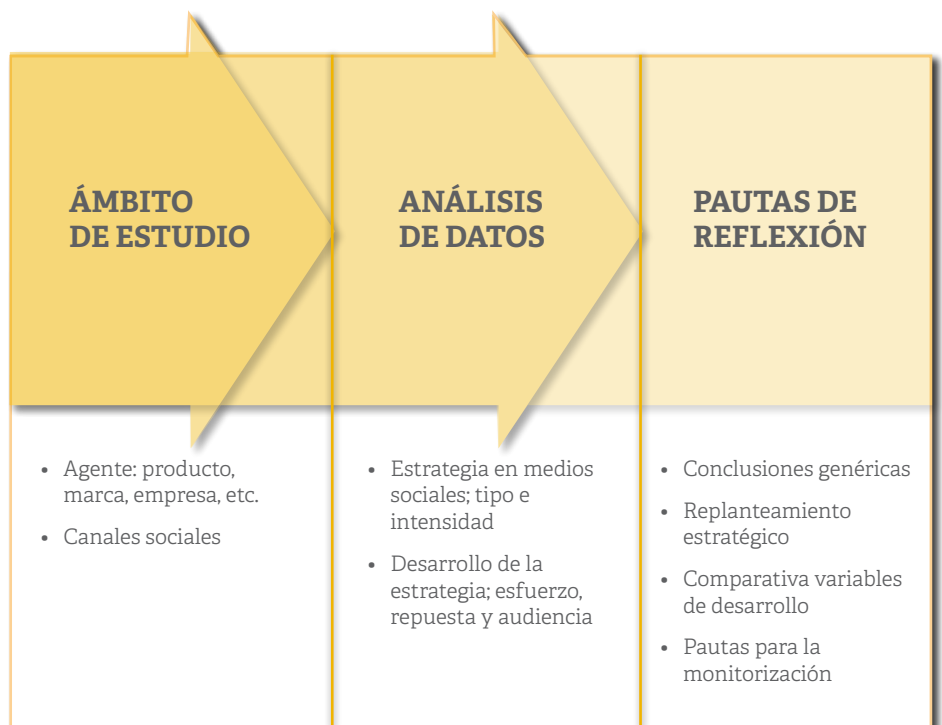 ÁMBITO
DE ESTUDIO
ANÁLISIS
DE DATOS
PAUTAS DE
REFLEXIÓN
• Agente: producto,
marca, empresa, etc.
• Canales sociales
• Estrategia en medios
sociales; tipo e
intensidad
• Desarrollo de la
estrategia; esfuerzo,
repuesta y audiencia
• Conclusiones genéricas
• Replanteamiento
estratégico
• Comparativa variables
de desarrollo
• Pautas para la
monitorización